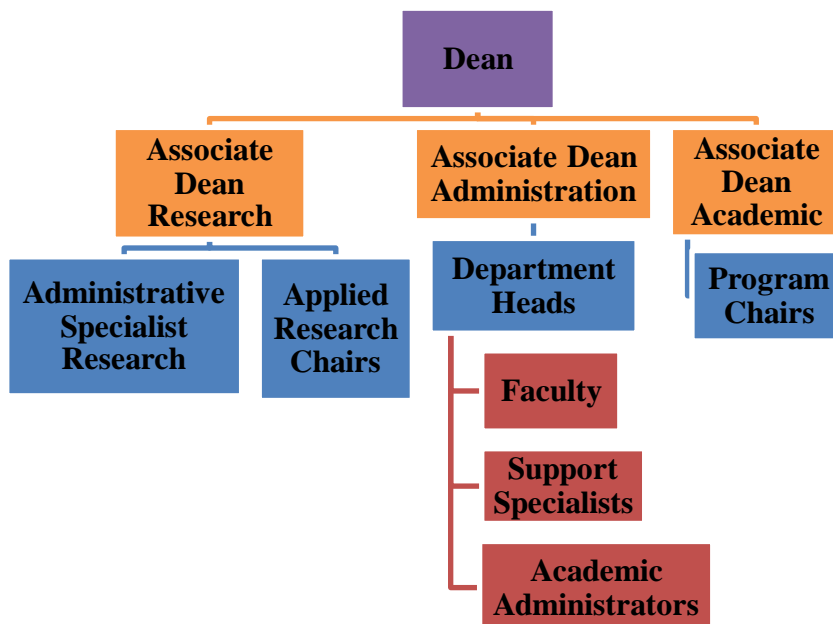 Dean
Associate
Dean
Research
Associate Dean
Administration
Associate
Dean
Academic
Administrative
Specialist
Research
Applied
Research
Chairs
Department
Heads
Program
Chairs
Faculty
Support
Specialists
Academic
Administrators